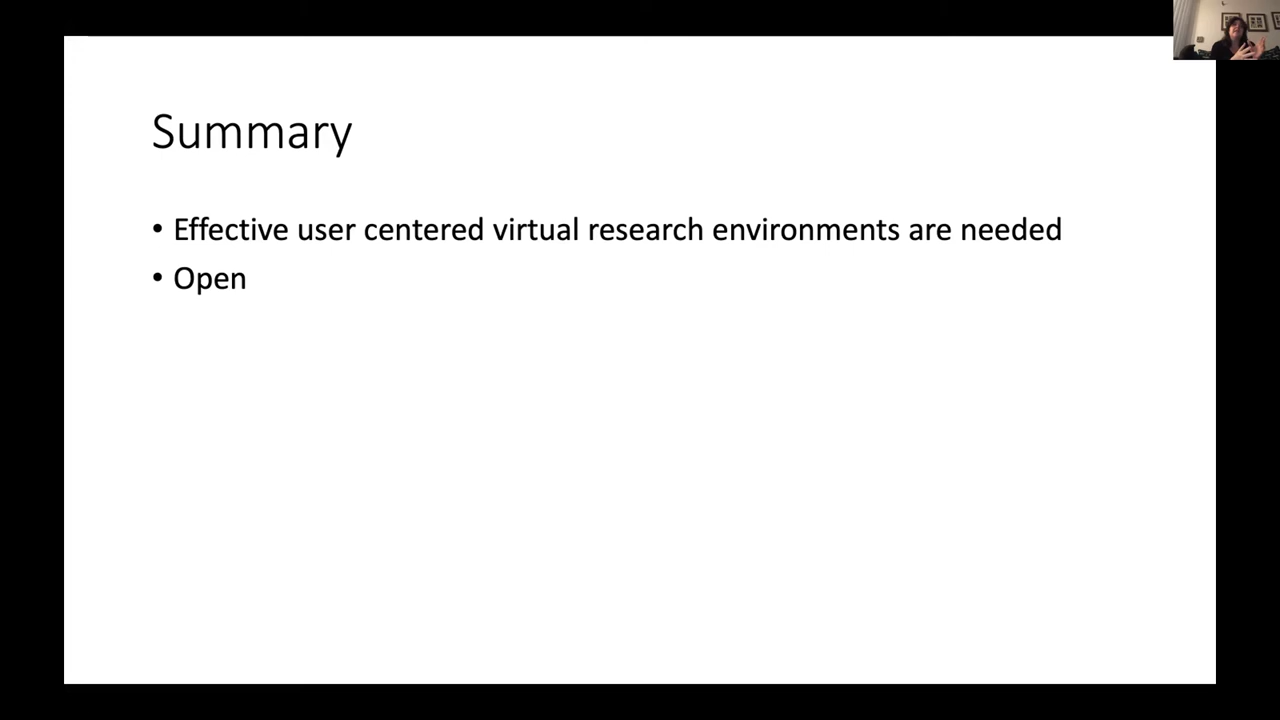 Summary
• Effective user centered virtual research environments are needed
• Open